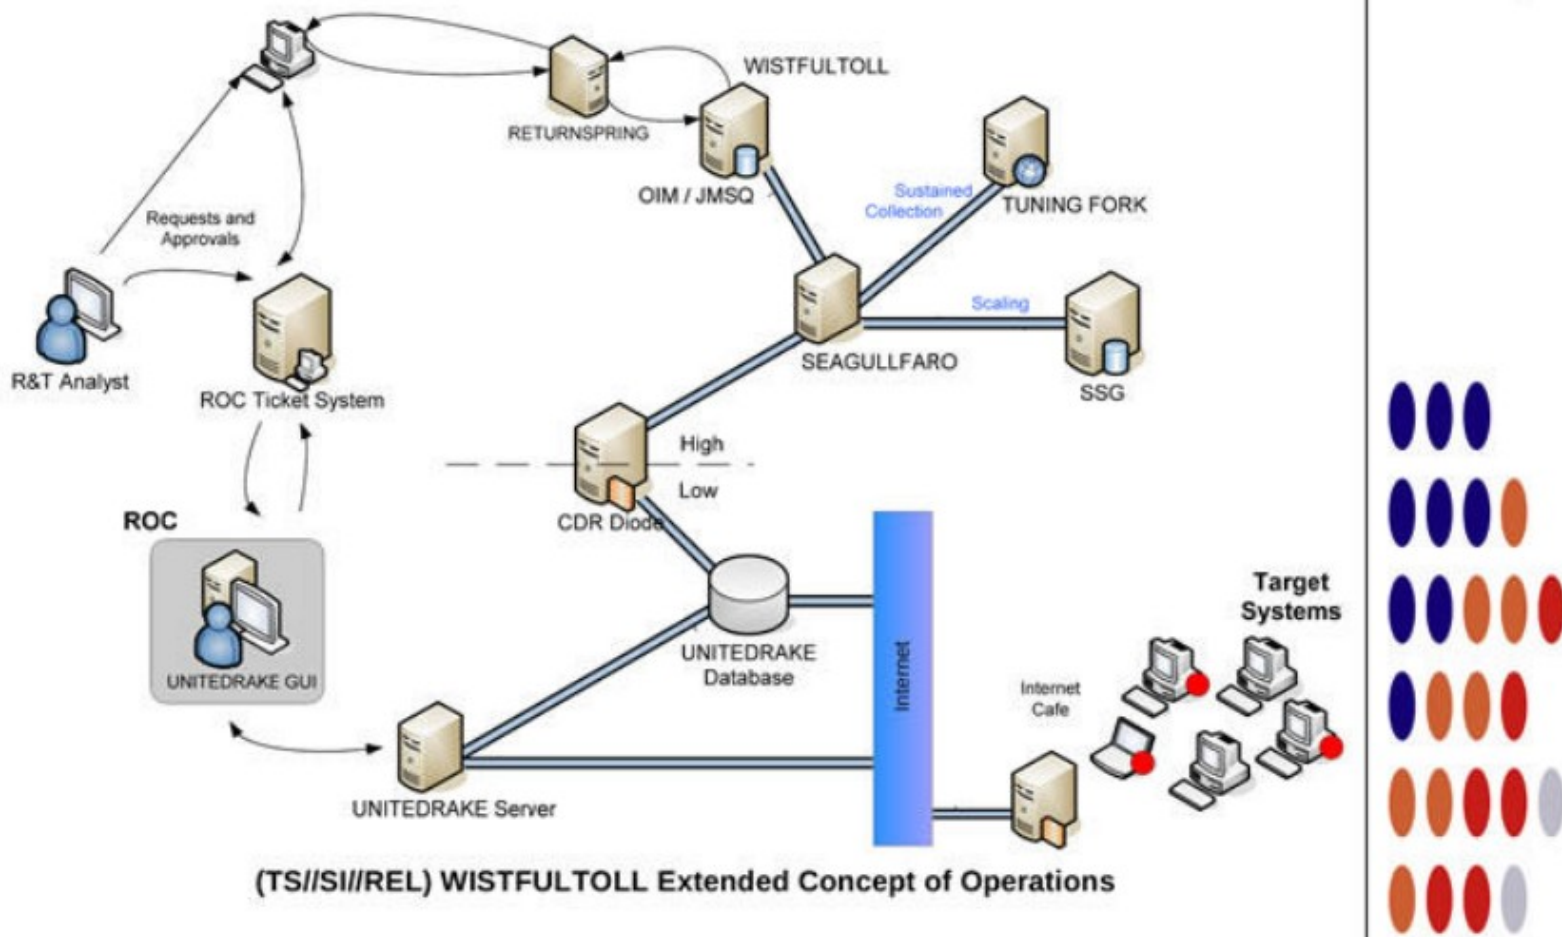 WISTFULTOLL
RETURNSPRING
OIM / JMSQ
Sustained
Collection
TUNING FORK
Requests and
Approvals
Scaling
R&T Analyst
ROC Ticket System
SEAGULLFARO
SSG
High
Low
CDR Diode
ROC
UNITEDRAKE GUI
UNITEDRAKE
Database
Internet
Target
Systems
Internet
Cafe
UNITEDRAKE Server
(TS//SI//REL) WISTFULTOLL Extended Concept of Operations